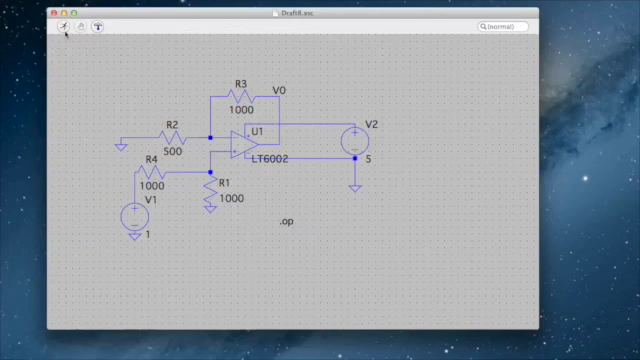 Draft8.asc
(normal)
R3
V0
1000
R2
U1
V2
500
LT6002
5
R4
R1
1000
1000
V1
1
.op